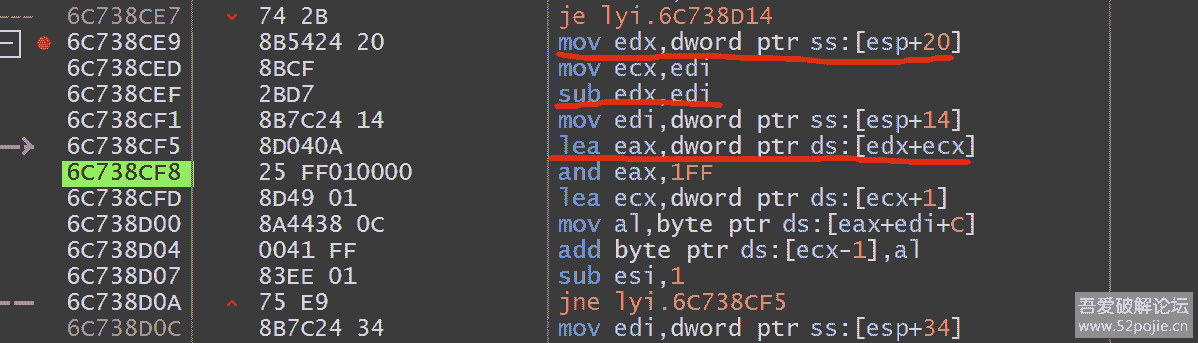 6C738CE7 74 2B je lyi.6C738D14
6C738CE9 8B5424 20 mov edx,dword ptr ss:[esp+20]
6C738CED 8BCF mov ecx,edi
6C738CEF 2BD7 sub edx,edi
6C738CF1 8B7C24 14 mov edi,dword ptr ss:[esp+14]
6C738CF5 8D040A lea eax,dword ptr ds:[edx+ecx]
6C738CF8 25 FF010000 and eax,1FF
6C738CFD 8D49 01 lea ecx,dword ptr ds:[ecx+1]
6C738D00 8A4438 0C mov al,byte ptr ds:[eax+edi+C]
6C738D04 0041 FF add byte ptr ds:[ecx-1],al
6C738D07 83EE 01 sub esi,1
6C738D0A 75 E9 jne lyi.6C738CF5
6C738D0C 8B7C24 34 mov edi,dword ptr ss:[esp+34]
吾爱破解论坛
www.52pojie.cn